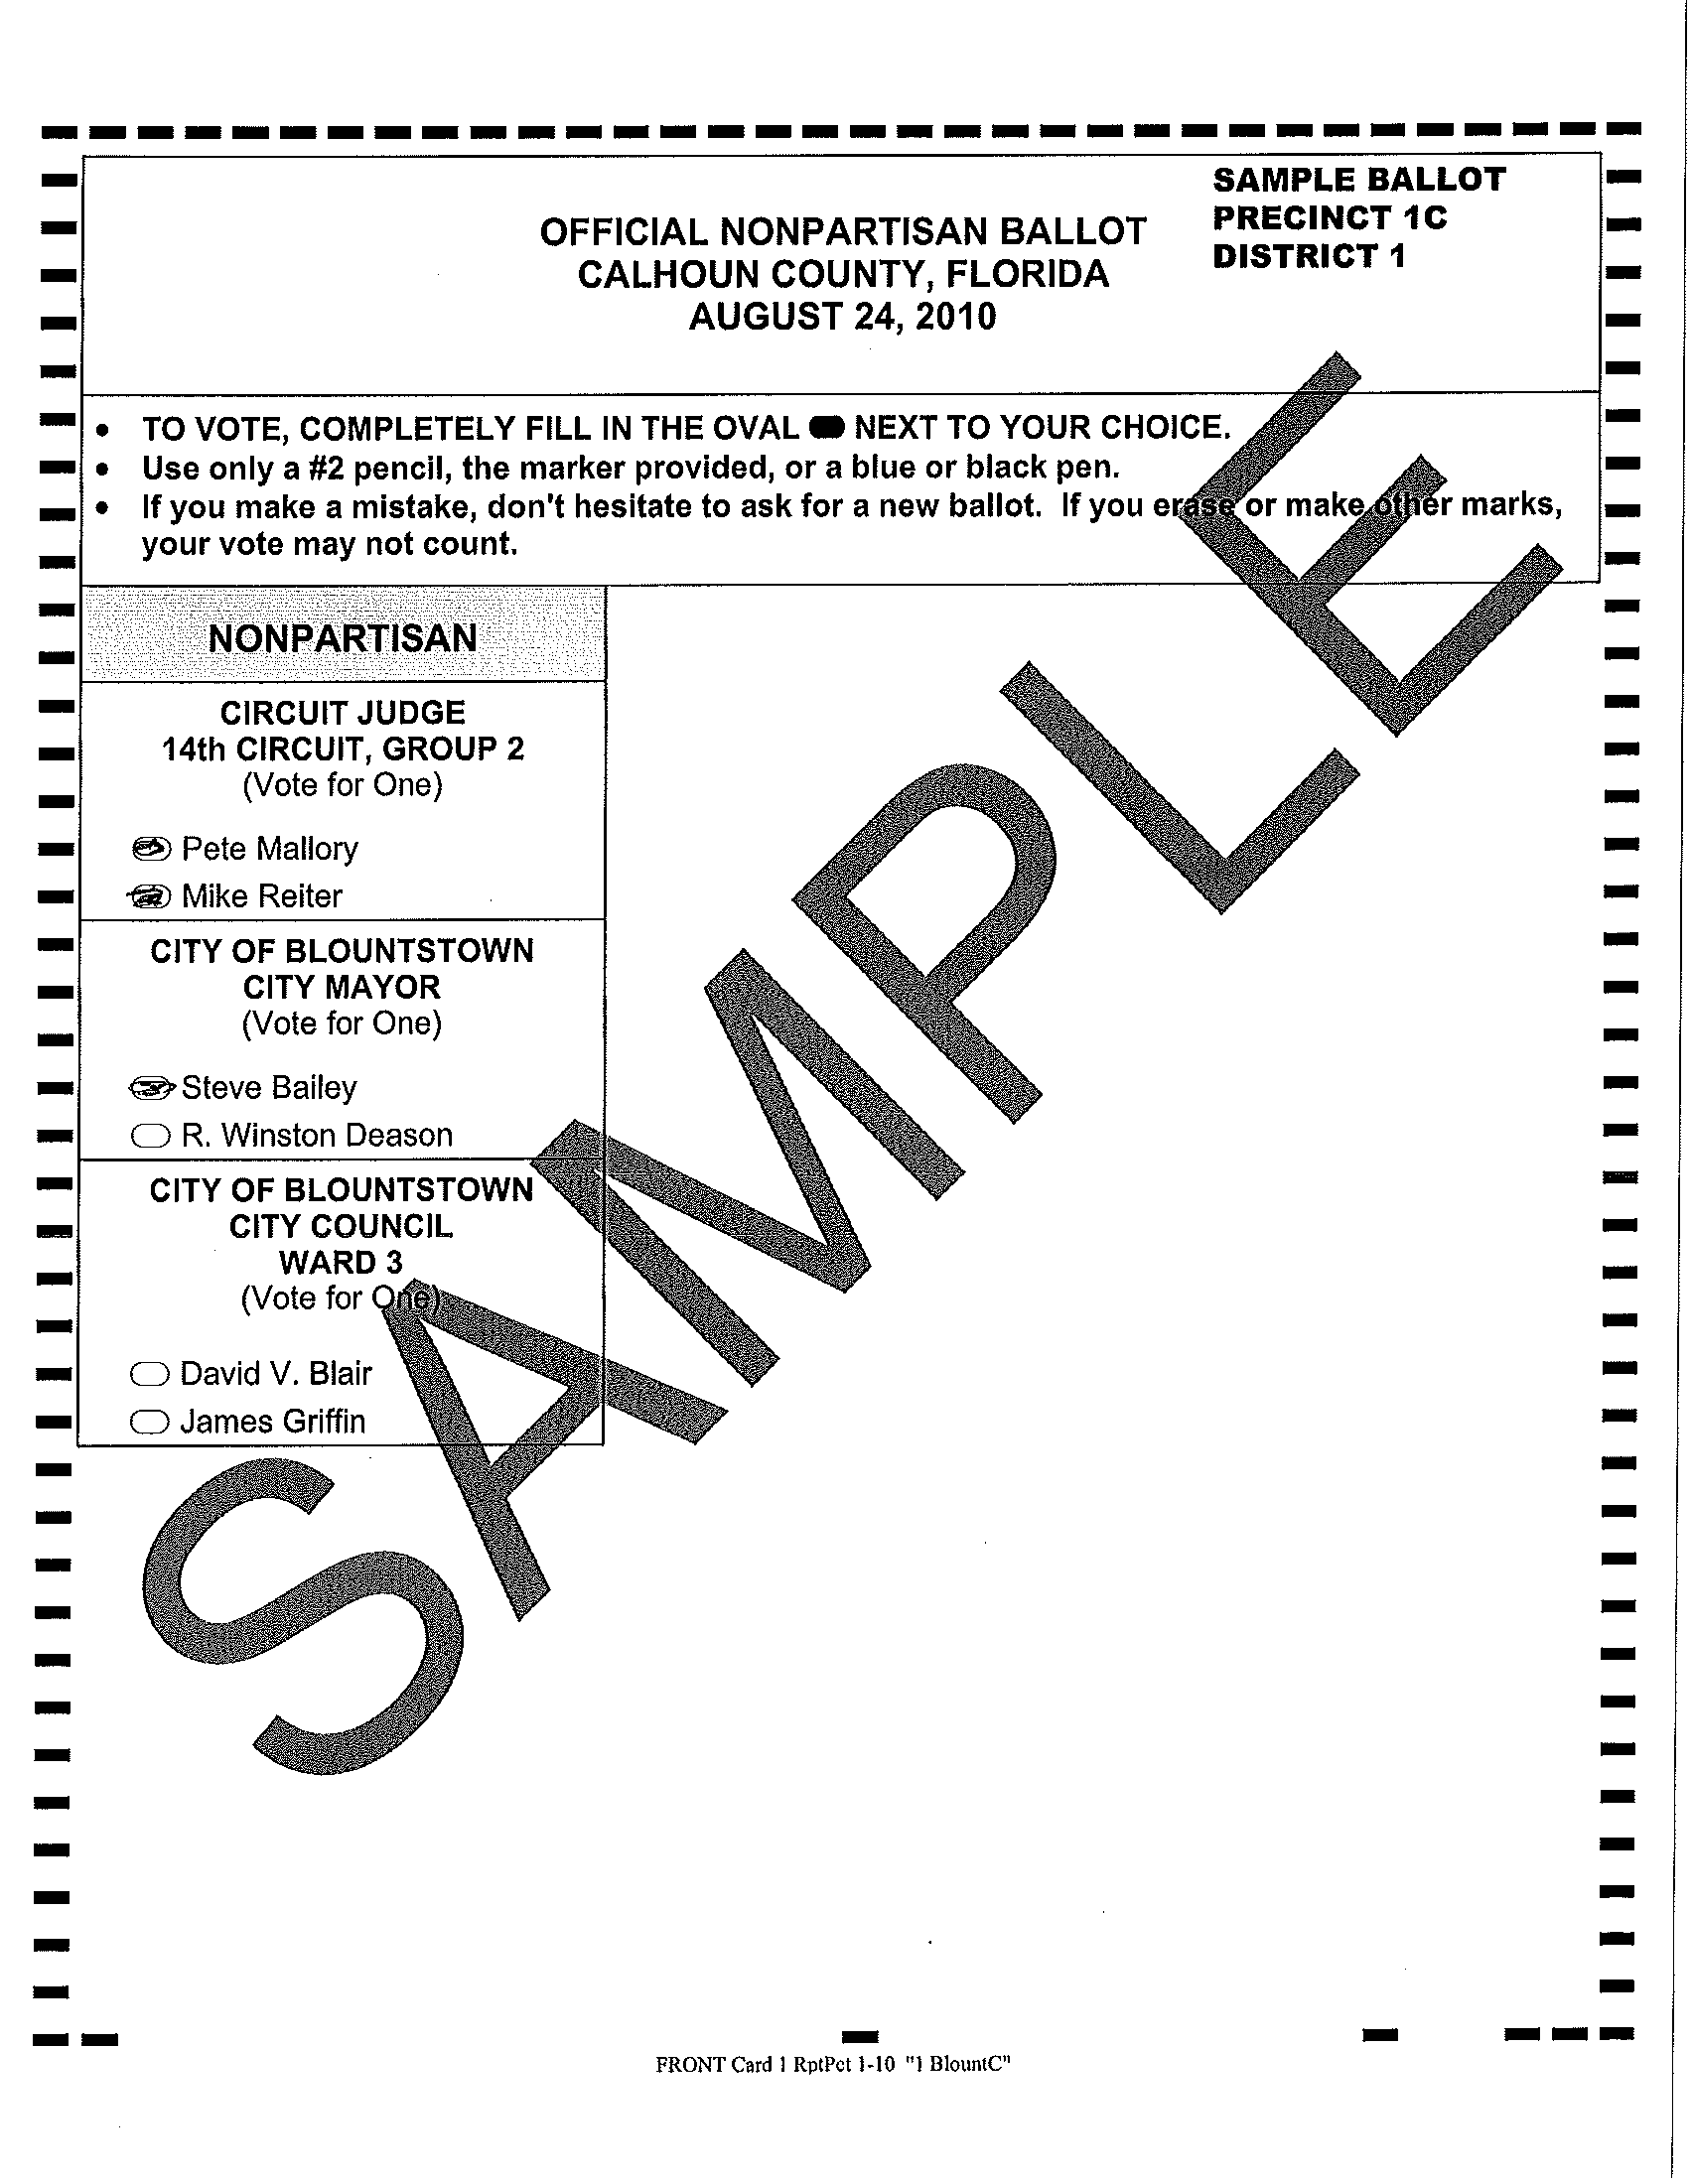 SAMPLE BALLOT
PRECINCT 1C
DISTRICT 1
OFFICIAL NONPARTISAN BALLOT
CALHOUN COUNTY, FLORIDA
AUGUST 24, 2010
• TO VOTE, COMPLETELY FILL IN THE OVAL NEXT TO YOUR CHOICE.
• Use only a #2 pencil, the marker provided, or a blue or black pen.
• If you make a mistake, don't hesitate to ask for a new ballot. If you erase or make other marks,
your vote may not count.
NONPARTISAN
CIRCUIT JUDGE
14th CIRCUIT, GROUP 2
(Vote for One)
Pete Mallory
Mike Reiter
CITY OF BLOUNTSTOWN
CITY MAYOR
(Vote for One)
Steve Bailey
R. Winston Deason
CITY OF BLOUNTSTOWN
CITY COUNCIL
WARD 3
(Vote for One)
David V. Blair
James Griffin
SAMPLE
FRONT Card 1 RptPct 1-10 "1 BlountC"